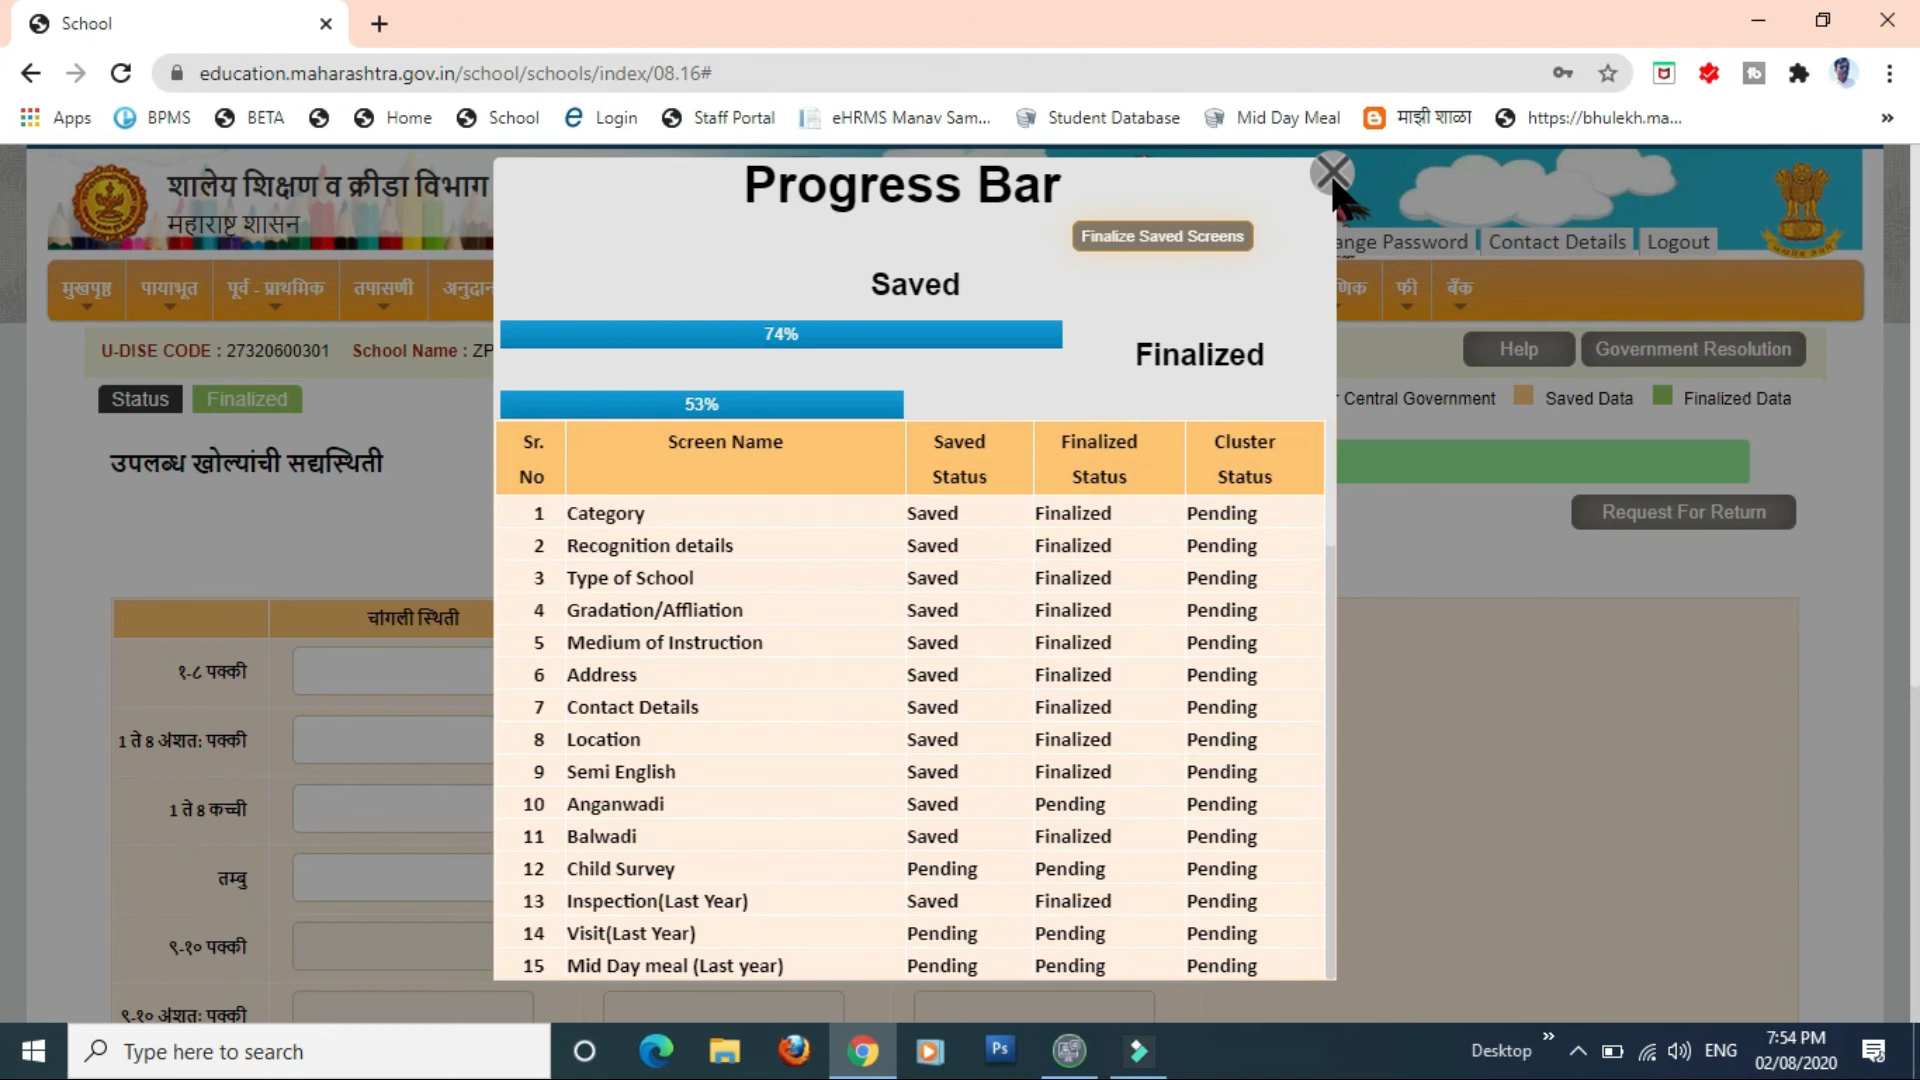 School
education.maharashtra.gov.in/school/schools/index/08.16#
Apps BPMS BETA Home School Login Staff Portal eHRMS Manav Sam... Student Database Mid Day Meal माझी शाळा https://bhulekh.ma... »
शालेय शिक्षण व क्रीडा विभाग
महाराष्ट्र शासन
Progress Bar
Finalize Saved Screens
ange Password Contact Details Logout
मुखपृष्ठ पायाभूत पूर्व - प्राथमिक तपासणी अनुदान णिक फी बँक
Saved
74%
U-DISE CODE : 27320600301 School Name : ZP
Help Government Resolution
Finalized
53%
Status Finalized
Central Government Saved Data Finalized Data
उपलब्ध खोल्यांची सद्यस्थिती
Request For Return
Sr. No Screen Name Saved Status Finalized Status Cluster Status
1 Category Saved Finalized Pending
2 Recognition details Saved Finalized Pending
3 Type of School Saved Finalized Pending
4 Gradation/Affliation Saved Finalized Pending
5 Medium of Instruction Saved Finalized Pending
6 Address Saved Finalized Pending
7 Contact Details Saved Finalized Pending
8 Location Saved Finalized Pending
9 Semi English Saved Finalized Pending
10 Anganwadi Saved Pending Pending
11 Balwadi Saved Finalized Pending
12 Child Survey Pending Pending Pending
13 Inspection(Last Year) Saved Finalized Pending
14 Visit(Last Year) Pending Pending Pending
15 Mid Day meal (Last year) Pending Pending Pending
चांगली स्थिती
१-८ पक्की
1 ते 8 अंशत: पक्की
1 ते 8 कच्ची
तम्बु
९-१० पक्की
९-१० अंशत: पक्की
Type here to search
Ps
Desktop » ENG
7:54 PM
02/08/2020